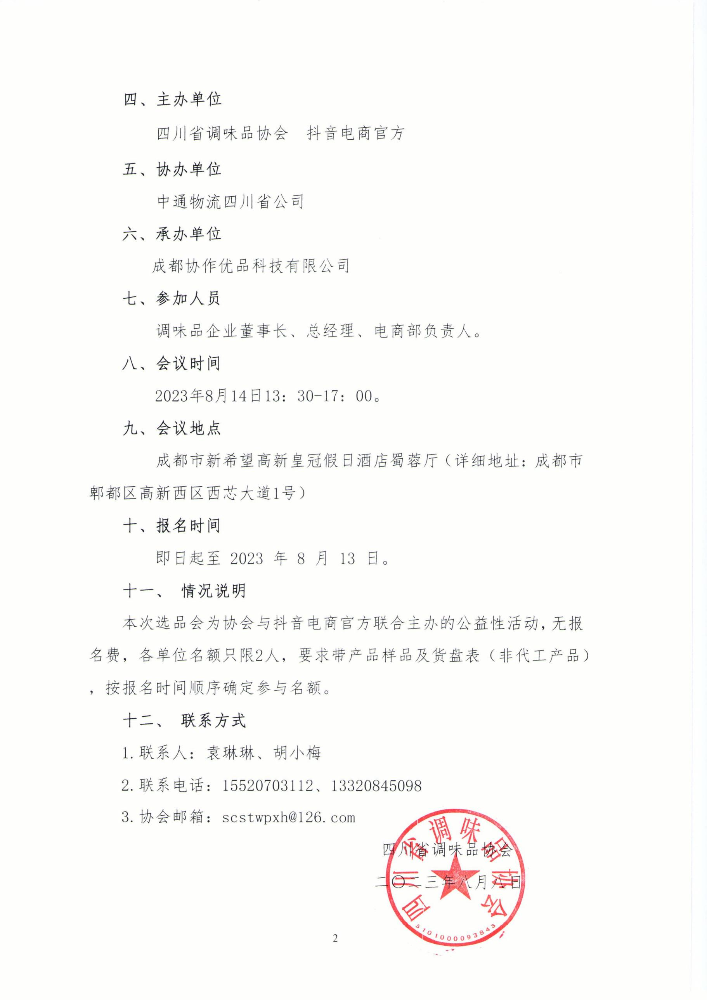 四、主办单位
四川省调味品协会　抖音电商官方
五、协办单位
中通物流四川省公司
六、承办单位
成都协作优品科技有限公司
七、参加人员
调味品企业董事长、总经理、电商部负责人。
八、会议时间
2023年8月14日13：30-17：00。
九、会议地点
成都市新希望高新皇冠假日酒店蜀蓉厅（详细地址：成都市
郫都区高新西区西芯大道1号）
十、报名时间
即日起至 2023 年 8 月 13 日。
十一、 情况说明
本次选品会为协会与抖音电商官方联合主办的公益性活动，无报
名费，各单位名额只限2人，要求带产品样品及货盘表（非代工产品）
，按报名时间顺序确定参与名额。
十二、 联系方式
1.联系人：袁琳琳、胡小梅
2.联系电话：15520703112、13320845098
3.协会邮箱：scstwpxh@126.com
四川省调味品协会
二〇二三年八月八日
四川省调味品协会
5101000093843
2